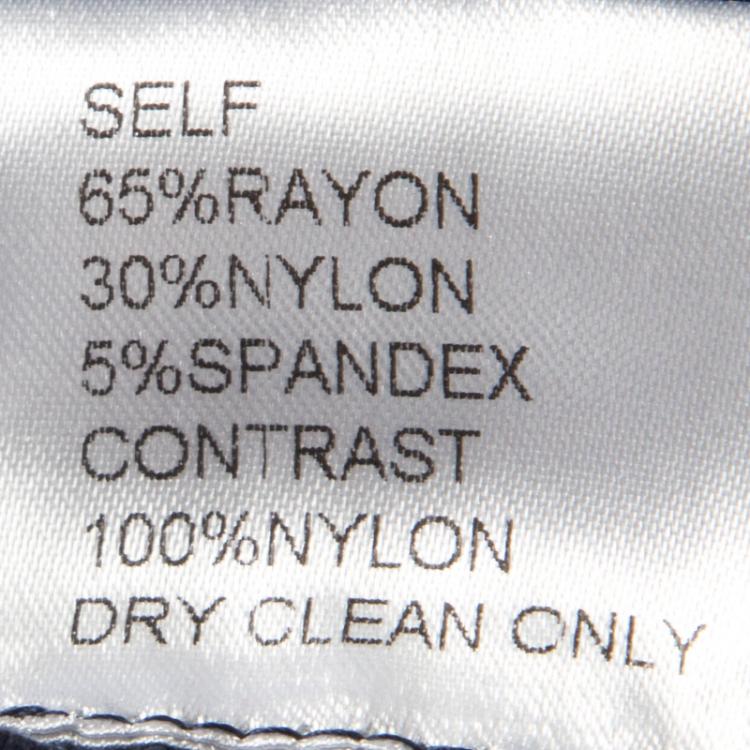 SELF
65%RAYON
30%NYLON
5%SPANDEX
CONTRAST
100%NYLON
DRY CLEAN ONLY